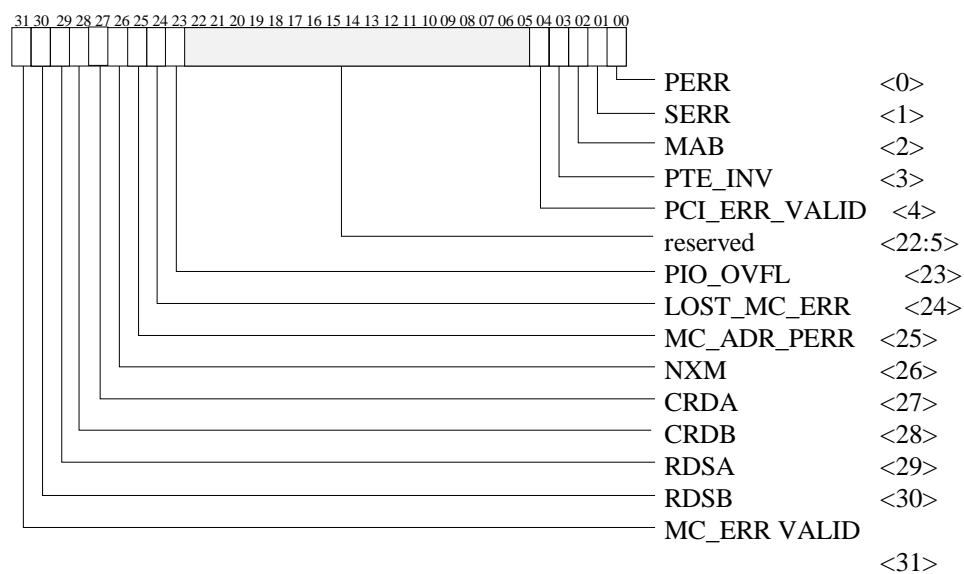 31 30 29 28 27 26 25 24 23 22 21 20 19 18 17 16 15 14 13 12 11 10 09 08 07 06 05 04 03 02 01 00
PERR <0>
SERR <1>
MAB <2>
PTE_INV <3>
PCI_ERR_VALID <4>
reserved <22:5>
PIO_OVFL <23>
LOST_MC_ERR <24>
MC_ADR_PERR <25>
NXM <26>
CRDA <27>
CRDB <28>
RDSA <29>
RDSB <30>
MC_ERR VALID
<31>